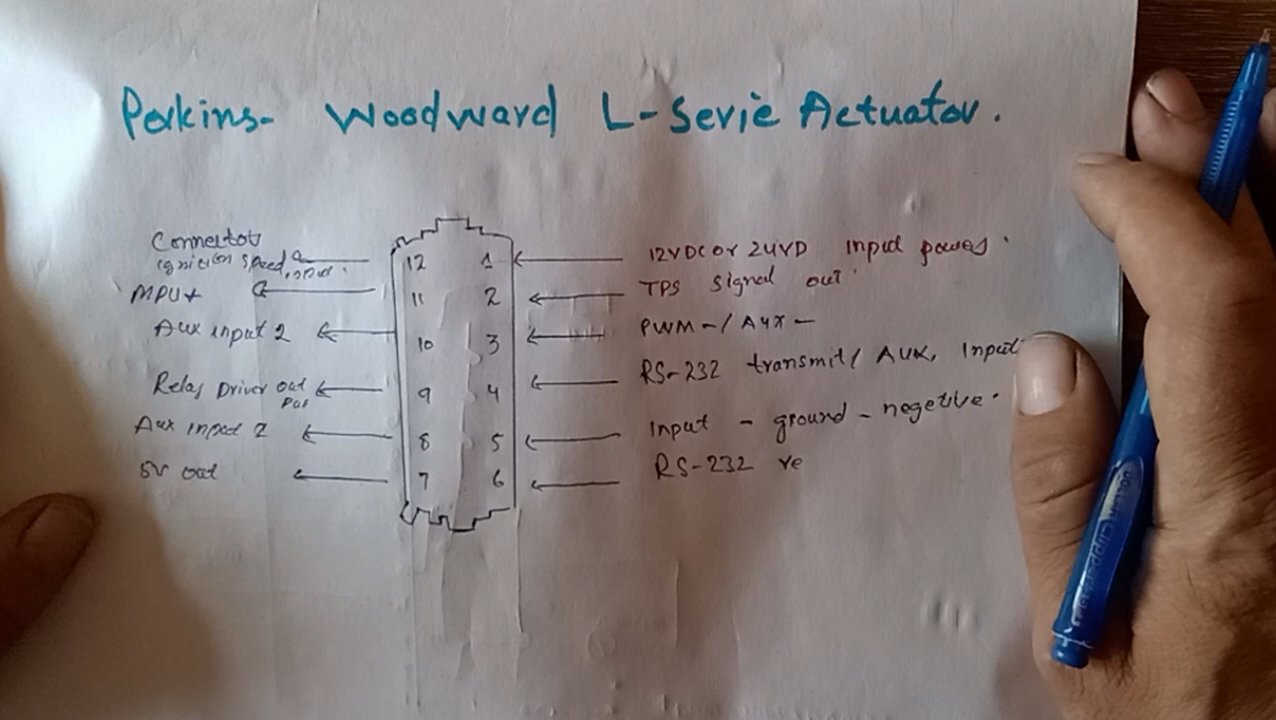 Perkins- Woodward L-Serie Actuator.
Connector
ignicion speed
MPU+
Aux input 2
Relay Driver out
Aux input 2
5v out
12 1
11 2
10 3
9 4
8 5
7 6
12VDC or 24VD Input power.
TPS signal out
PWM-/AUX-
RS-232 transmit/ AUX, Input
Input - ground - negetive.
RS-232 re